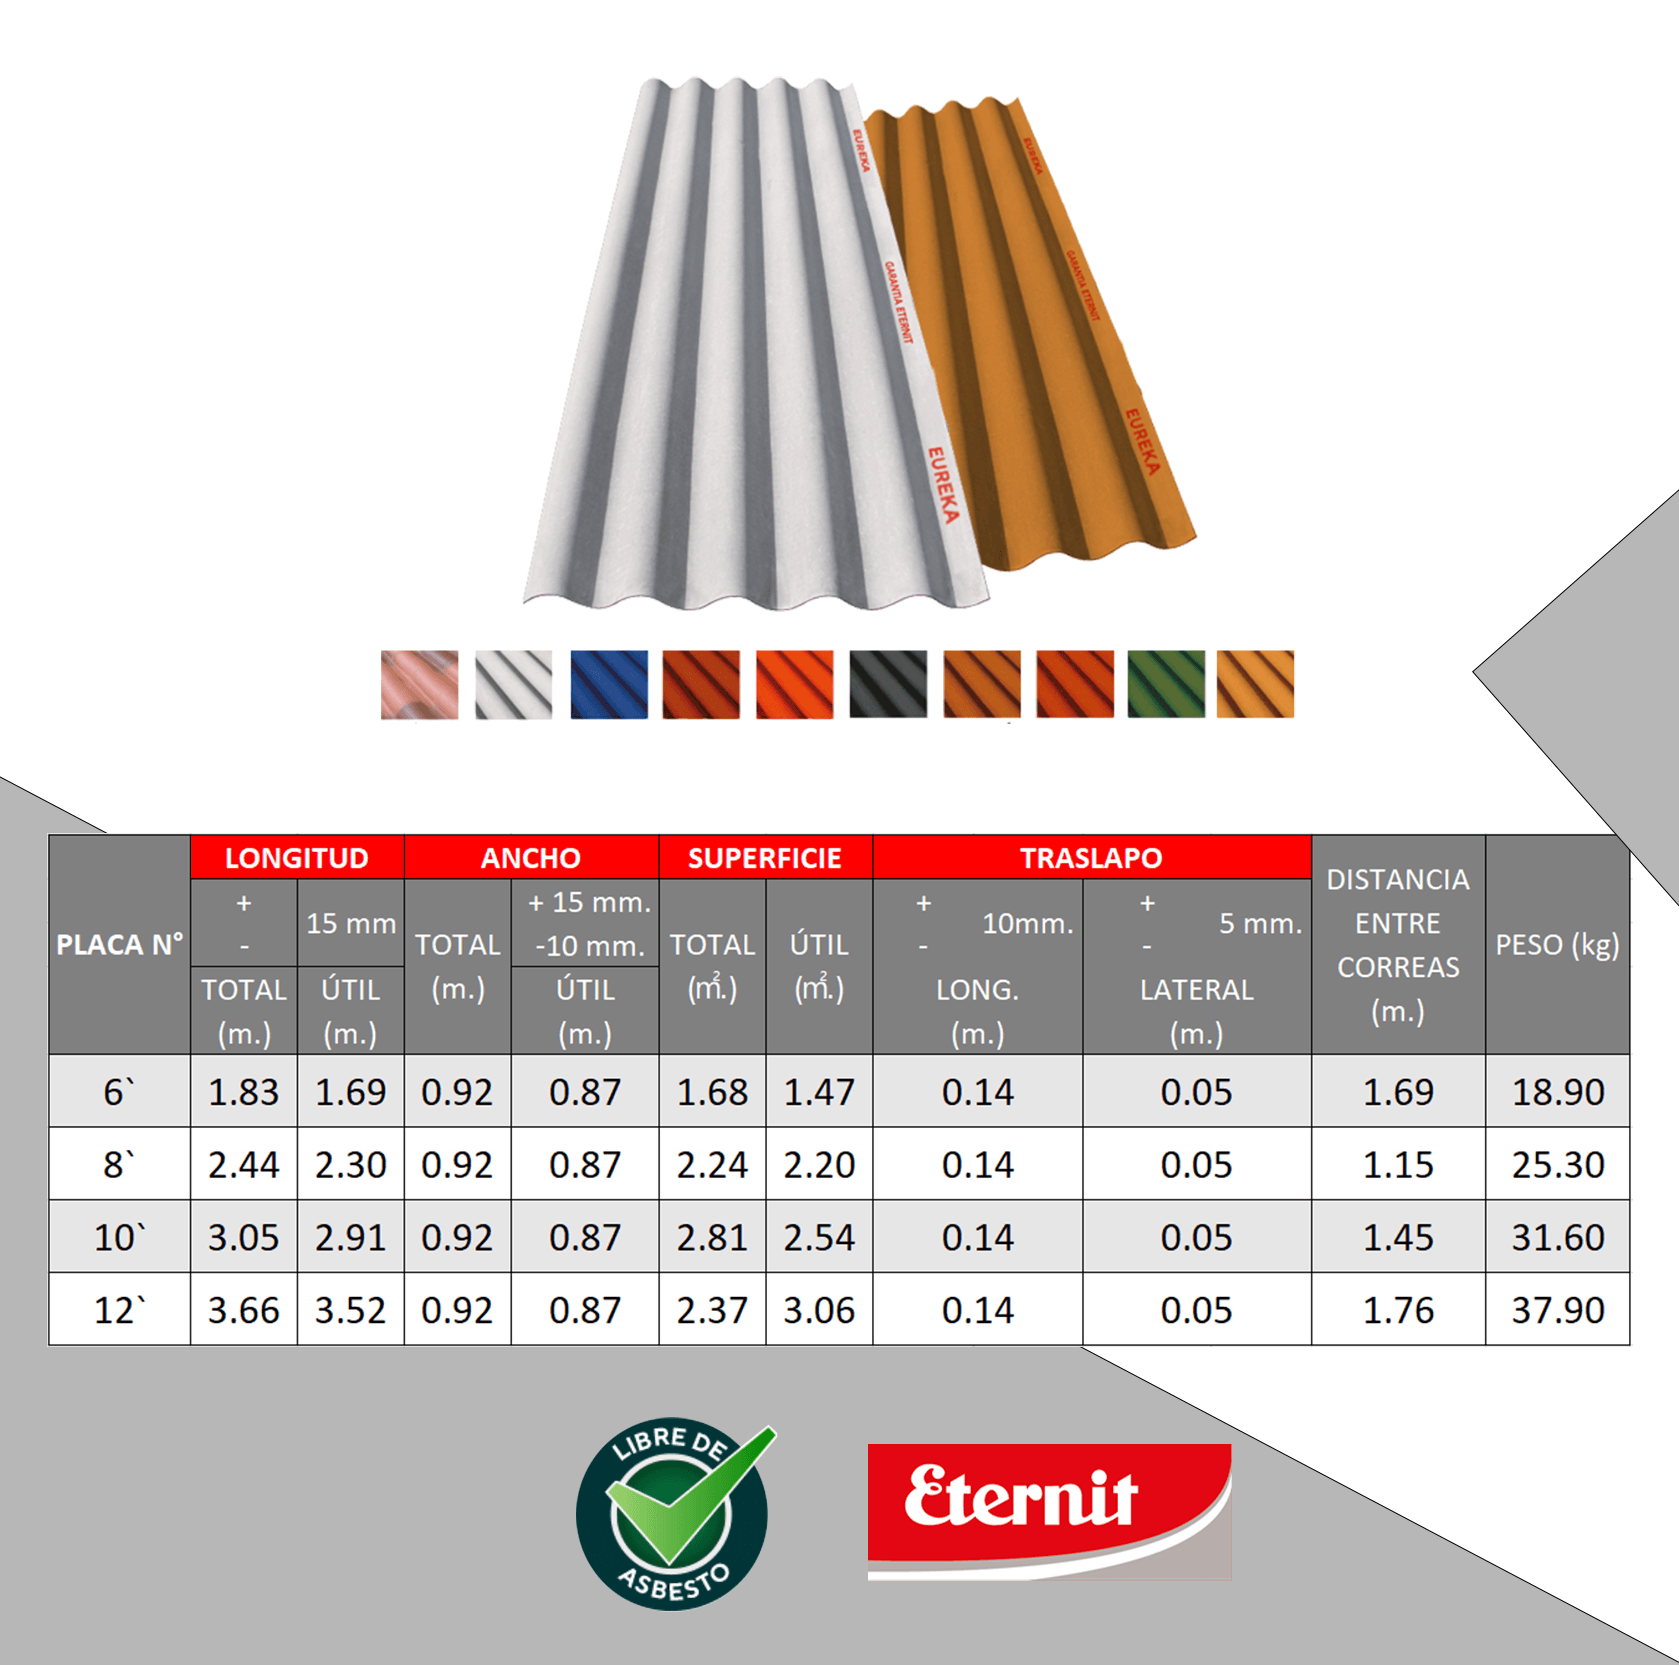 EUREKA
GARANTIA ETERNIT
EUREKA
EUREKA
GARANTIA ETERNIT
EUREKA
PLACA N° LONGITUD ANCHO SUPERFICIE TRASLAPO DISTANCIA ENTRE CORREAS (m.) PESO (kg)
+ - 15 mm TOTAL (m.) + 15 mm. -10 mm. TOTAL (m².) ÚTIL (m².) + - 10mm. LONG. (m.) + - 5 mm. LATERAL (m.)
TOTAL (m.) ÚTIL (m.) ÚTIL (m.)
6` 1.83 1.69 0.92 0.87 1.68 1.47 0.14 0.05 1.69 18.90
8` 2.44 2.30 0.92 0.87 2.24 2.20 0.14 0.05 1.15 25.30
10` 3.05 2.91 0.92 0.87 2.81 2.54 0.14 0.05 1.45 31.60
12` 3.66 3.52 0.92 0.87 2.37 3.06 0.14 0.05 1.76 37.90
LIBRE DE
ASBESTO
Eternit